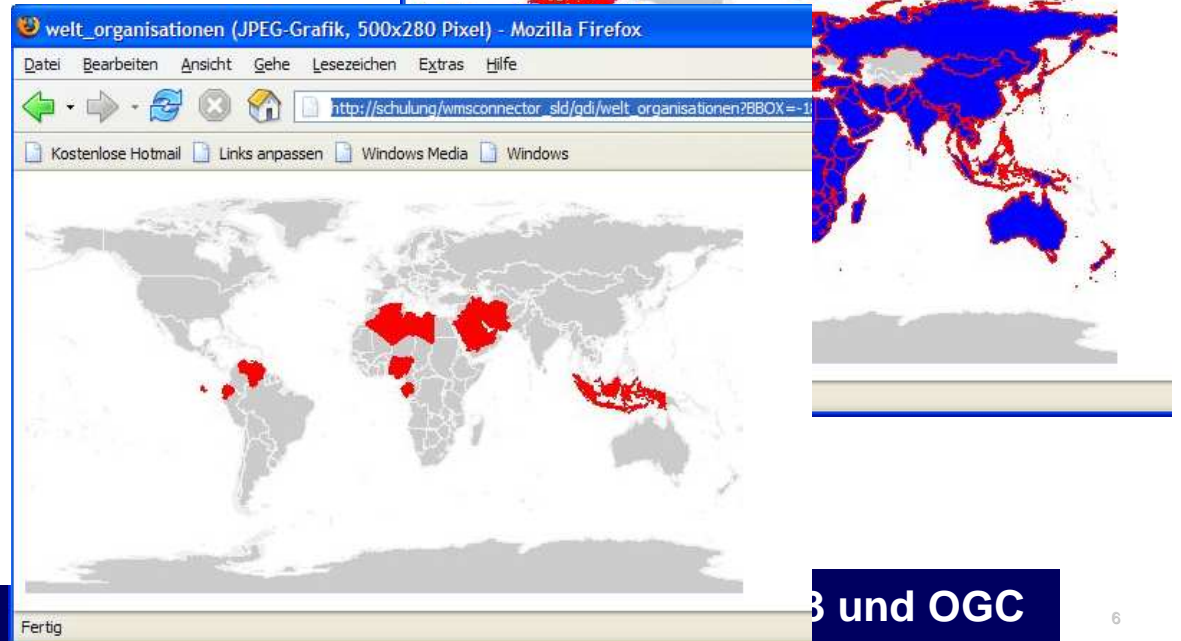 welt_organisationen (JPEG-Grafik, 500x280 Pixel) - Mozilla Firefox
Datei Bearbeiten Ansicht Gehe Lesezeichen Extras Hilfe
http://schulung/wmsconnector_sld/gdi/welt_organisationen?BBOX=-1
Kostenlose Hotmail Links anpassen Windows Media Windows
Fertig
und OGC
6